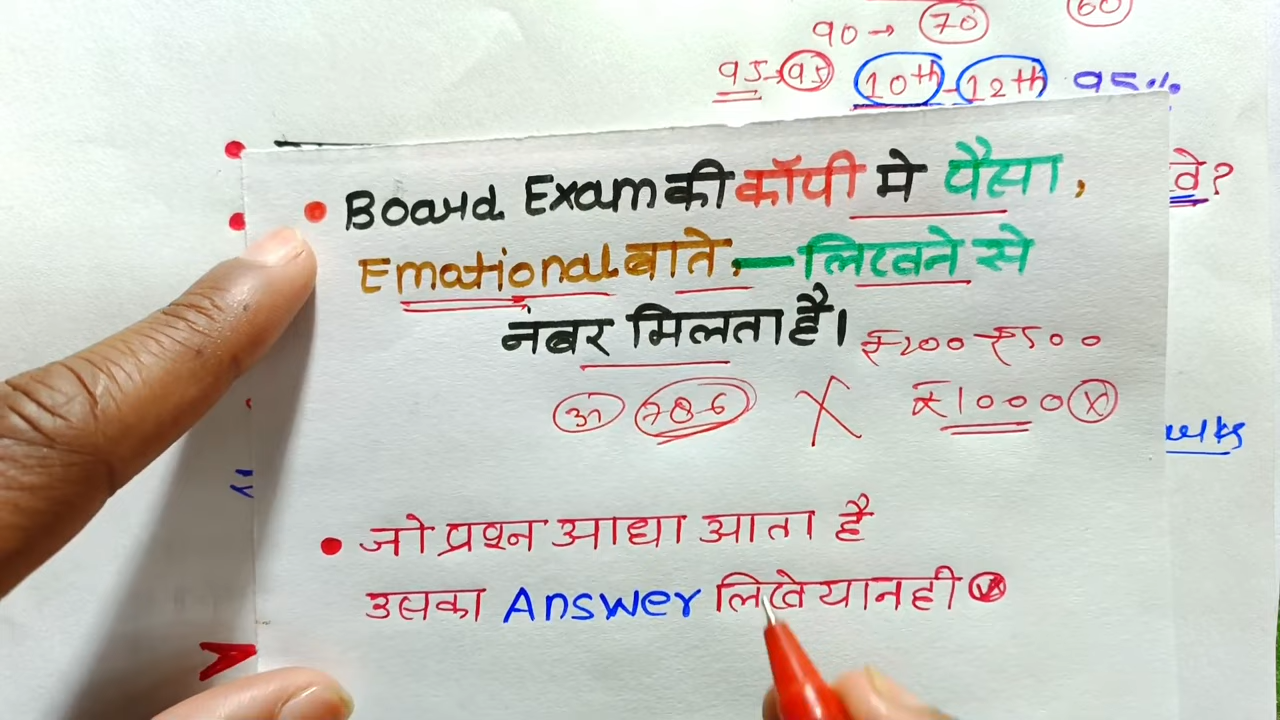 90 → 70 60
95 → 95 10th - 12th 95%
वे?
• Board Exam की कॉपी मे पैसा,
Emotional बाते, — लिखने से
नंबर मिलता है। ₹200 - ₹500
ॐ 786 X ₹1000 X
• जो प्रश्न आधा आता है
उसका Answer लिखे या नही